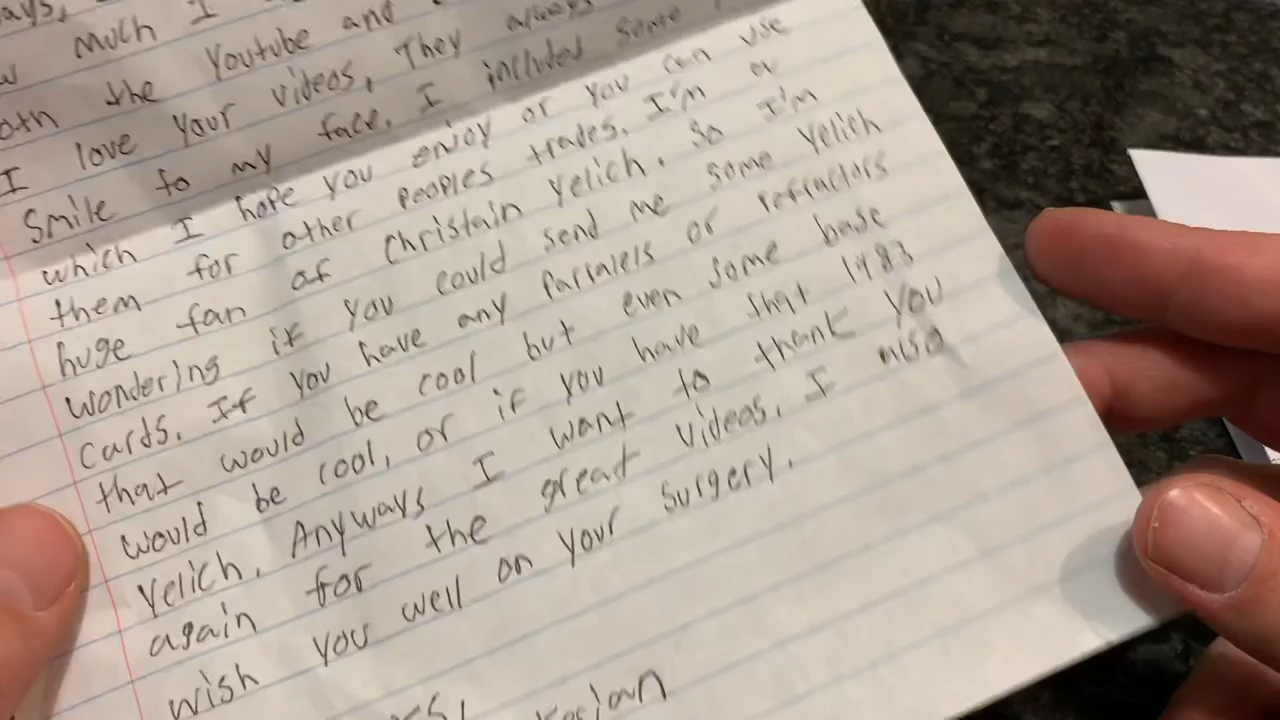 much I
the Youtube and
I love your videos, They always
Smile to my face. I included some
which I hope you enjoy or you can use
them for other peoples trades. I'm a
huge fan of Christain Yelich. So I'm
wondering if you could send me some Yelich
Cards. If you have any parralels or refractors
that would be cool but even some base
would be cool, or if you have that 1983
Yelich. Anyways I want to thank you
again for the great videos. I also
wish you well on your surgery.